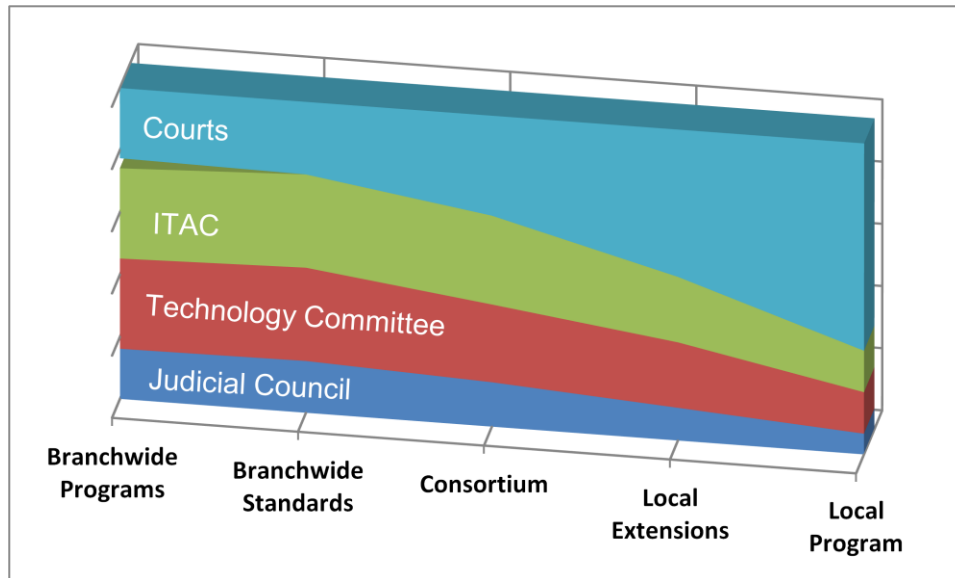 Courts
ITAC
Technology Committee
Judicial Council
Branchwide
Programs
Branchwide
Standards
Consortium
Local
Extensions
Local
Program